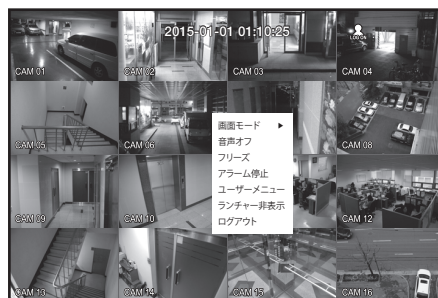 2015-01-01 01:10:25
LOG ON
CAM 01
CAM 02
CAM 03
CAM 04
CAM 05
CAM 06
CAM 08
CAM 09
CAM 10
CAM 12
CAM 13
CAM 14
CAM 15
CAM 16
画面モード ▶
音声オフ
フリーズ
アラーム停止
ユーザーメニュー
ランチャー非表示
ログアウト